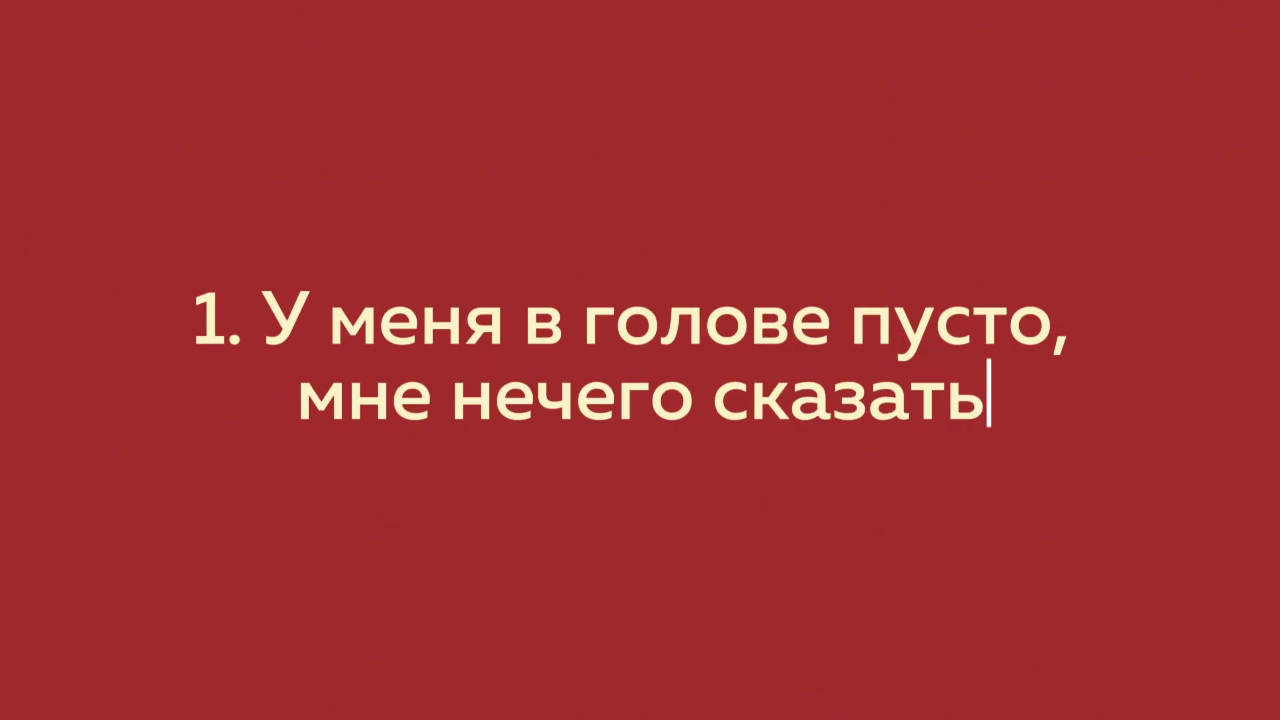 1. У меня в голове пусто,
мне нечего сказать